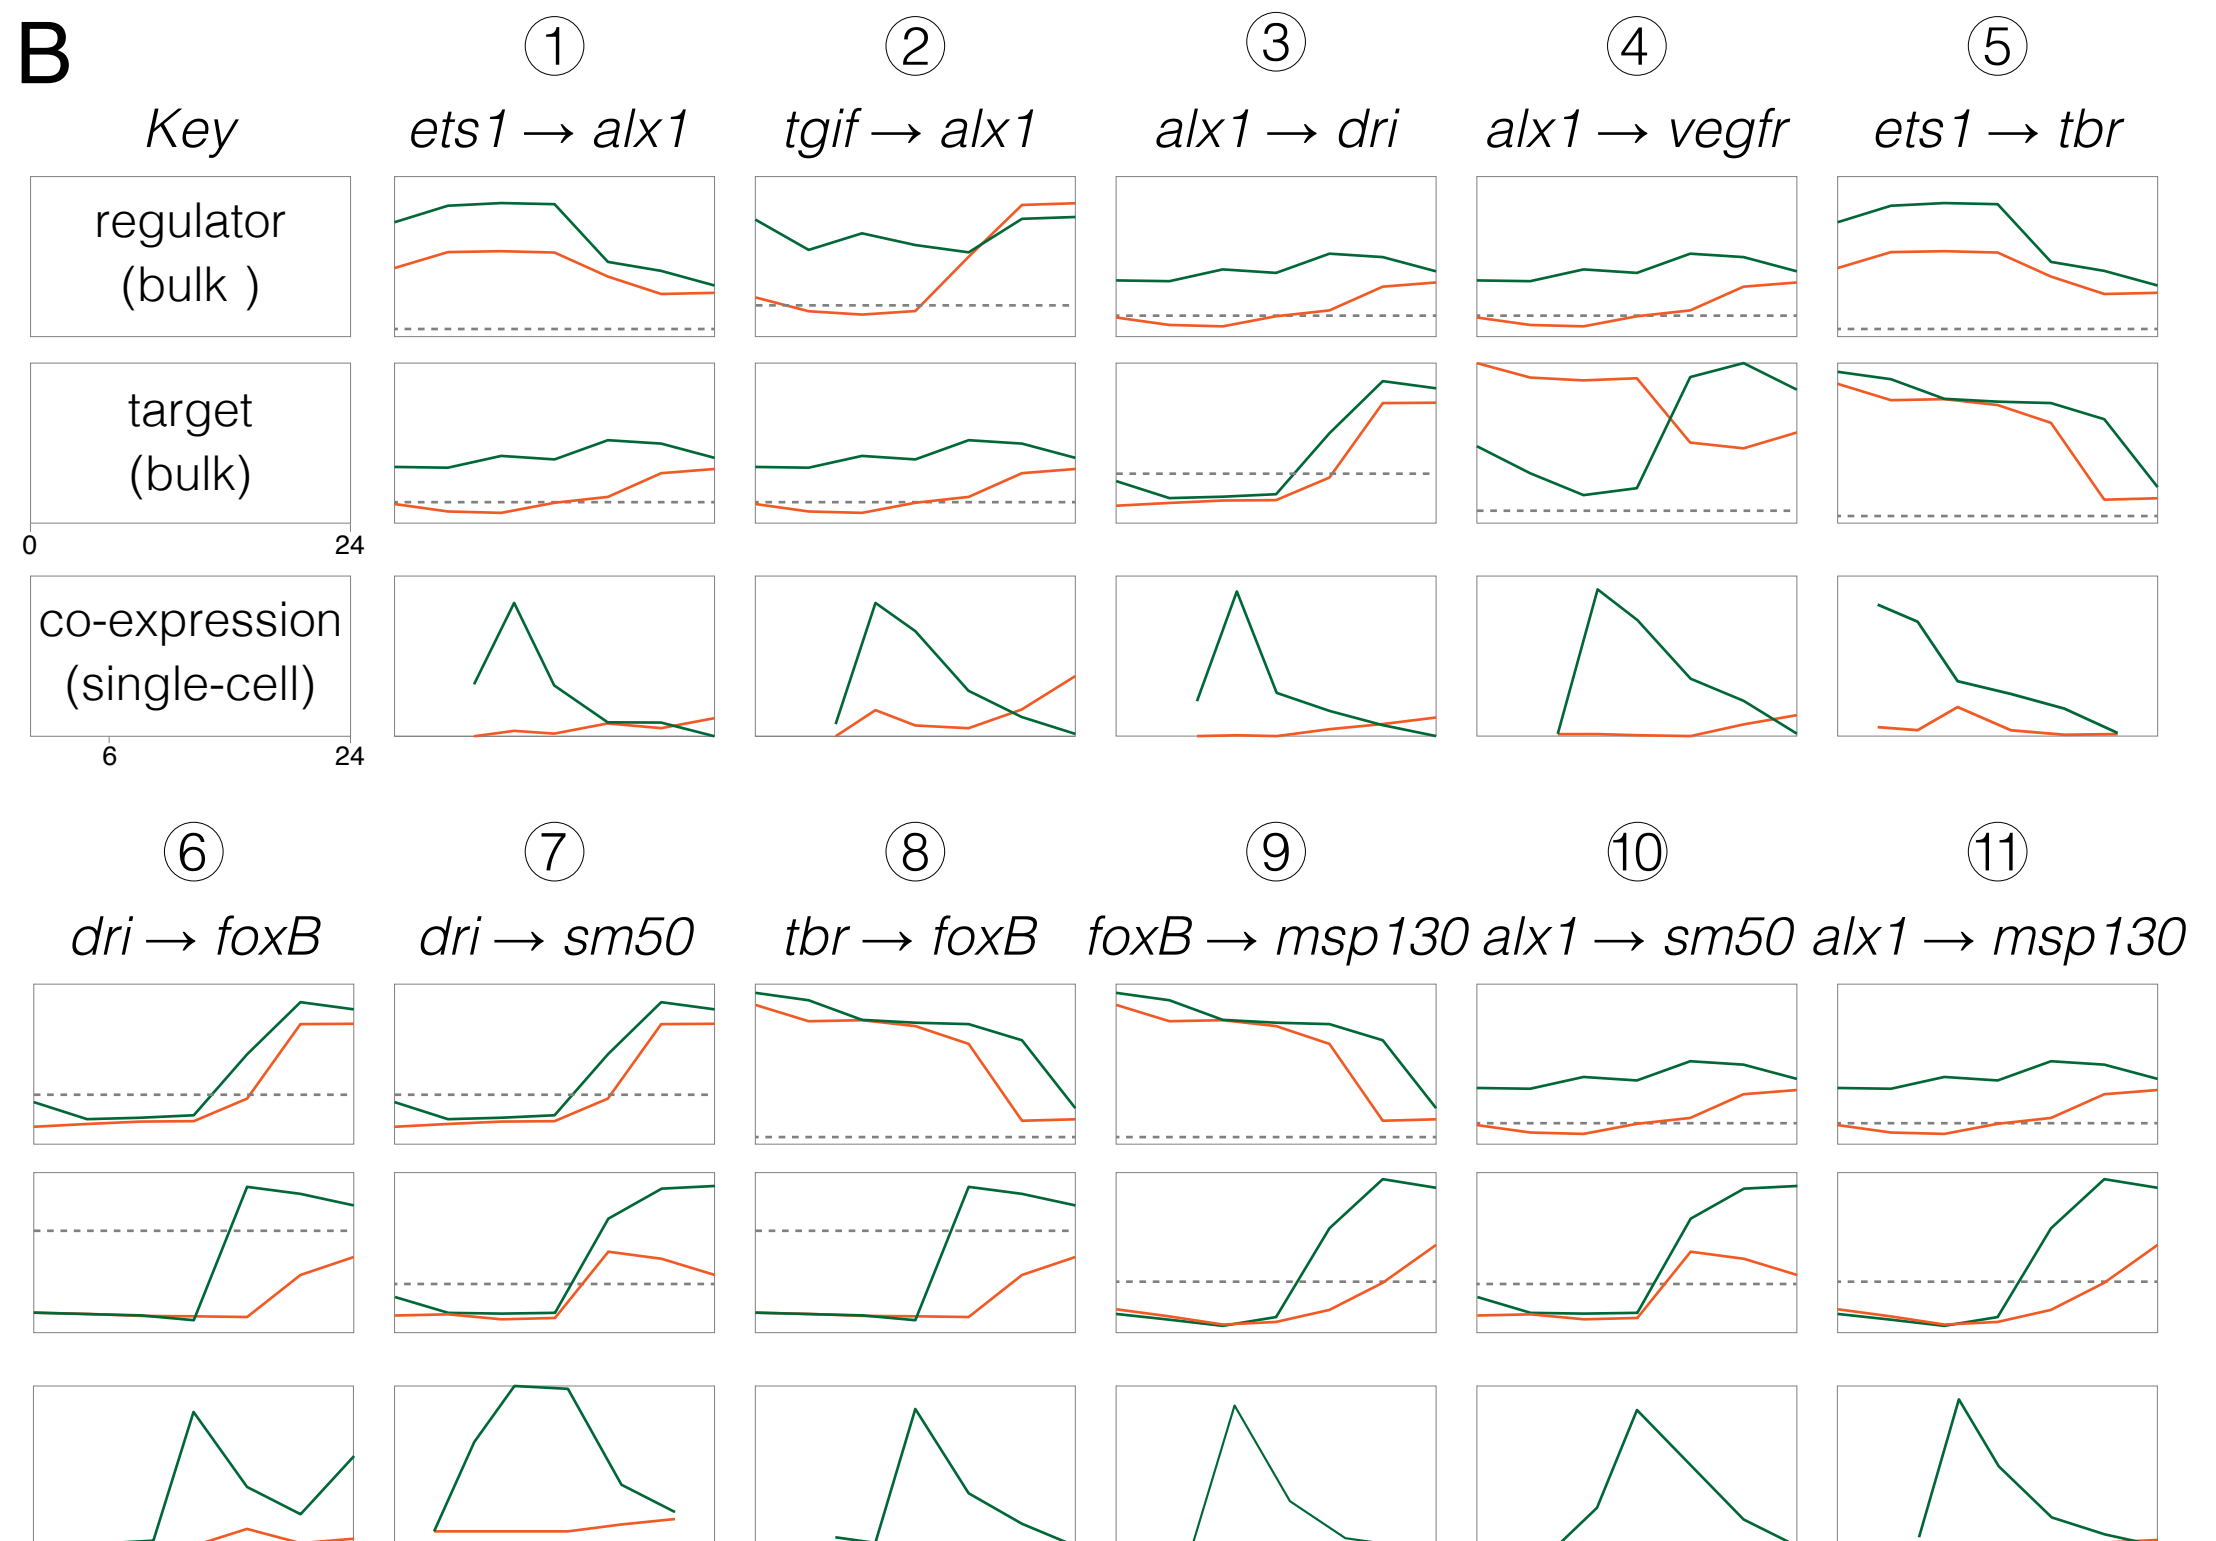 B
① ② ③ ④ ⑤
Key ets1 → alx1 tgif → alx1 alx1 → dri alx1 → vegfr ets1 → tbr
regulator
(bulk )
target
(bulk)
0 24
co-expression
(single-cell)
6 24
⑥ ⑦ ⑧ ⑨ ⑩ ⑪
dri → foxB dri → sm50 tbr → foxB foxB → msp130 alx1 → sm50 alx1 → msp130